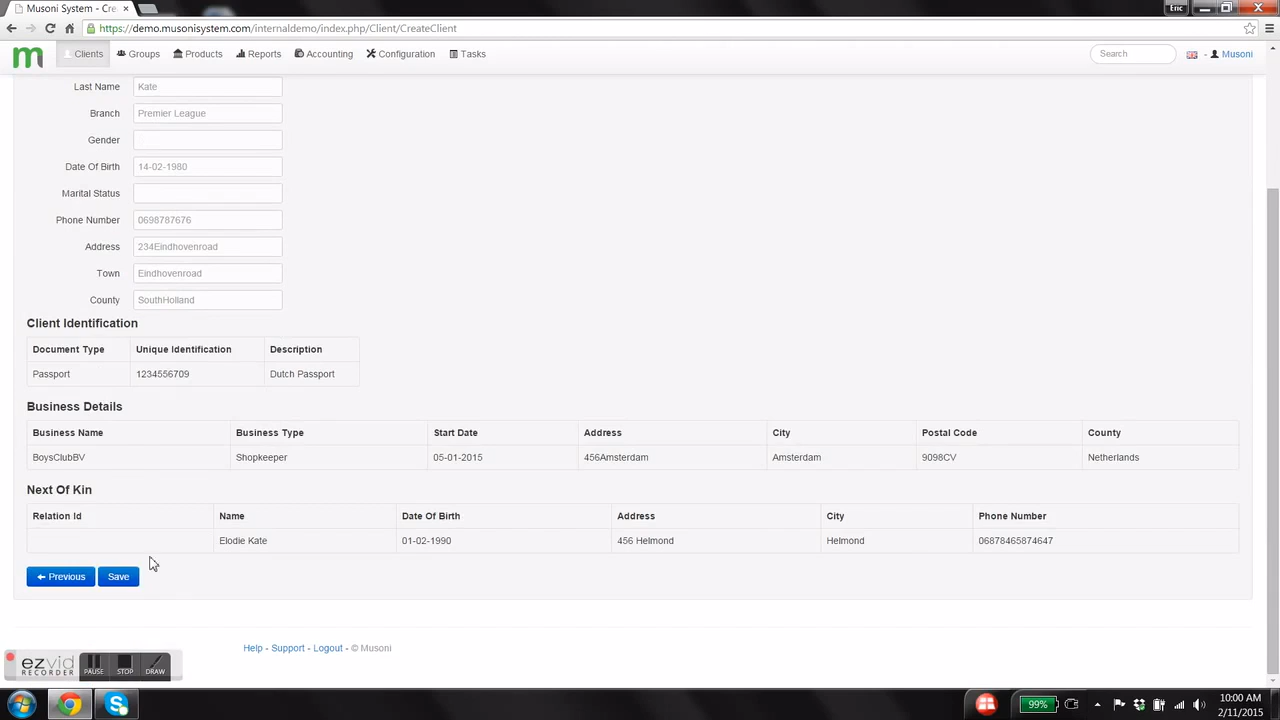 Musoni System - Cre
Eric
https://demo.musonisystem.com/internaldemo/index.php/Client/CreateClient
m Clients Groups Products Reports Accounting Configuration Tasks Search - Musoni
Last Name Kate
Branch Premier League
Gender
Date Of Birth 14-02-1980
Marital Status
Phone Number 0698787676
Address 234Eindhovenroad
Town Eindhovenroad
County SouthHolland
Client Identification
Document Type Unique Identification Description
Passport 1234556709 Dutch Passport
Business Details
Business Name Business Type Start Date Address City Postal Code County
BoysClubBV Shopkeeper 05-01-2015 456Amsterdam Amsterdam 9098CV Netherlands
Next Of Kin
Relation Id Name Date Of Birth Address City Phone Number
Elodie Kate 01-02-1990 456 Helmond Helmond 06878465874647
Previous Save
Help - Support - Logout - © Musoni
ezvid
RECORDER
PAUSE STOP DRAW
99%
10:00 AM
2/11/2015